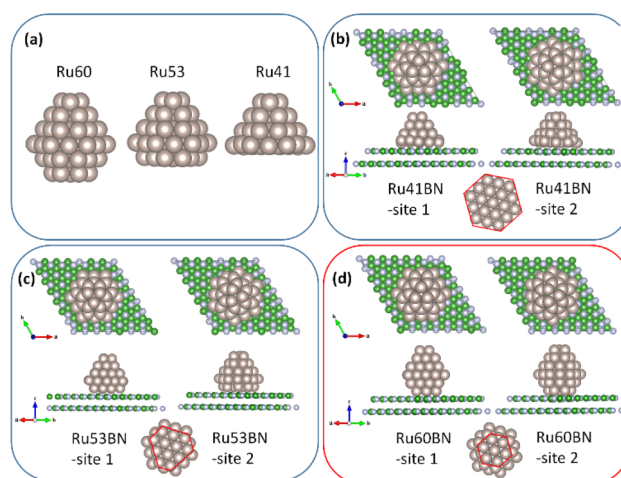 (a)
Ru60
Ru53
Ru41
(b)
b
a
c
a
b
Ru41BN
-site 1
Ru41BN
-site 2
(c)
b
a
c
a
b
Ru53BN
-site 1
Ru53BN
-site 2
(d)
b
a
c
a
b
Ru60BN
-site 1
Ru60BN
-site 2